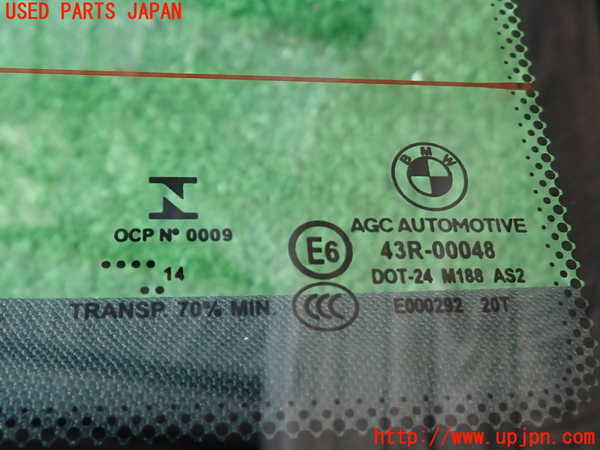 USED PARTS JAPAN
BMW
OCP Nº 0009
14
TRANSP. 70% MIN.
AGC AUTOMOTIVE
E6
43R-00048
DOT-24 M188 AS2
CCC
E000292 20T
http://www.upjpn.com/